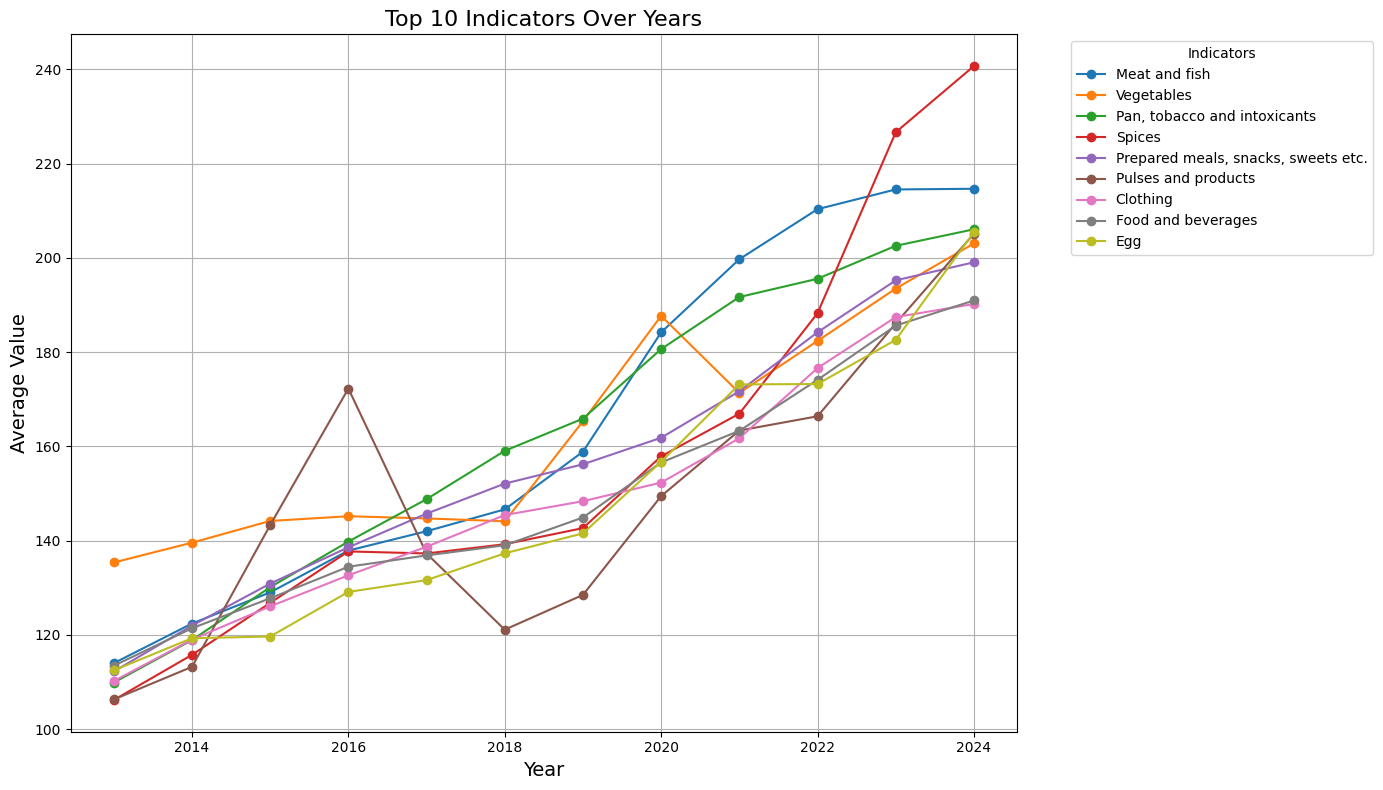 Top 10 Indicators Over Years
Average Value
240
220
200
180
160
140
120
100
2014
2016
2018
2020
2022
2024
Year
Indicators
Meat and fish
Vegetables
Pan, tobacco and intoxicants
Spices
Prepared meals, snacks, sweets etc.
Pulses and products
Clothing
Food and beverages
Egg